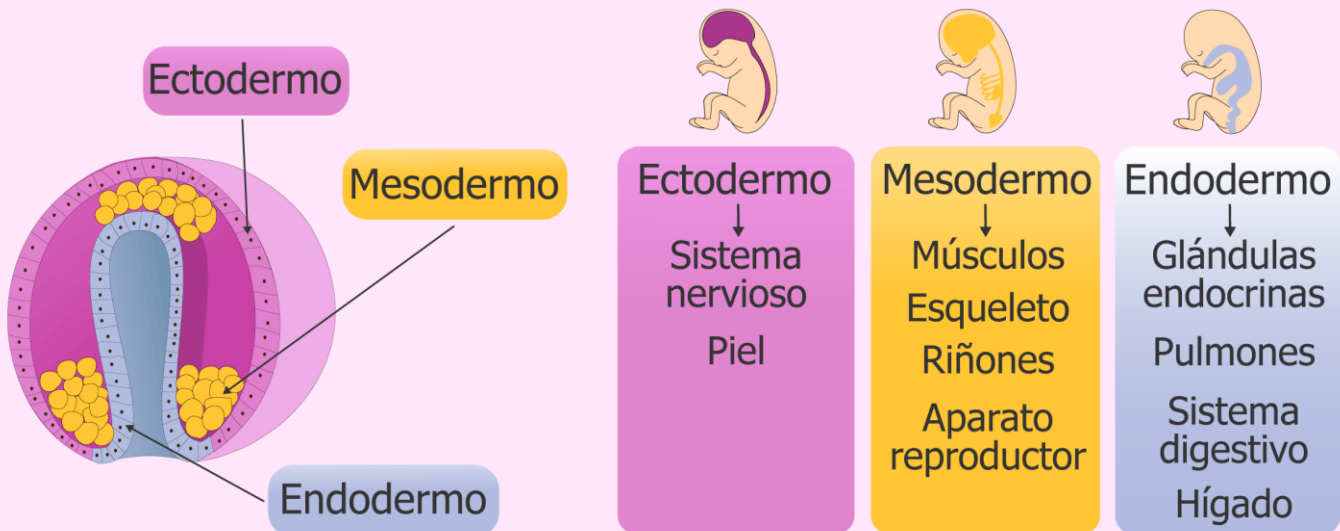 Ectodermo
Mesodermo
Endodermo
Ectodermo
Sistema
nervioso
Piel
Mesodermo
Músculos
Esqueleto
Riñones
Aparato
reproductor
Endodermo
Glándulas
endocrinas
Pulmones
Sistema
digestivo
Hígado